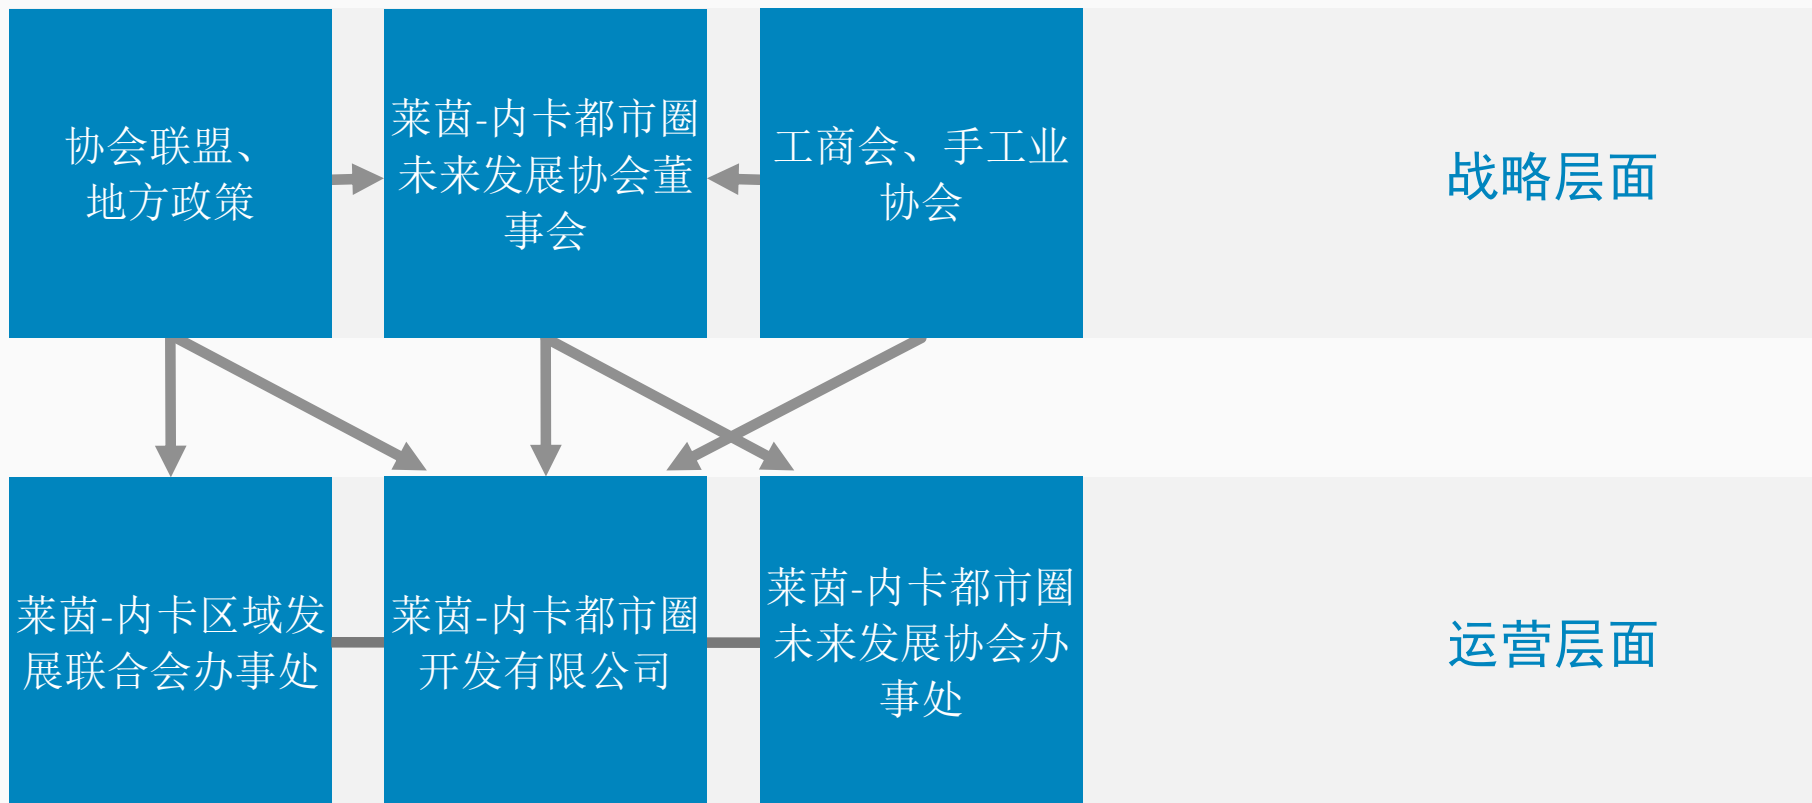 协会联盟、
地方政策
莱茵-内卡都市圈
未来发展协会董
事会
工商会、手工业
协会
战略层面
莱茵-内卡区域发
展联合会办事处
莱茵-内卡都市圈
开发有限公司
莱茵-内卡都市圈
未来发展协会办
事处
运营层面